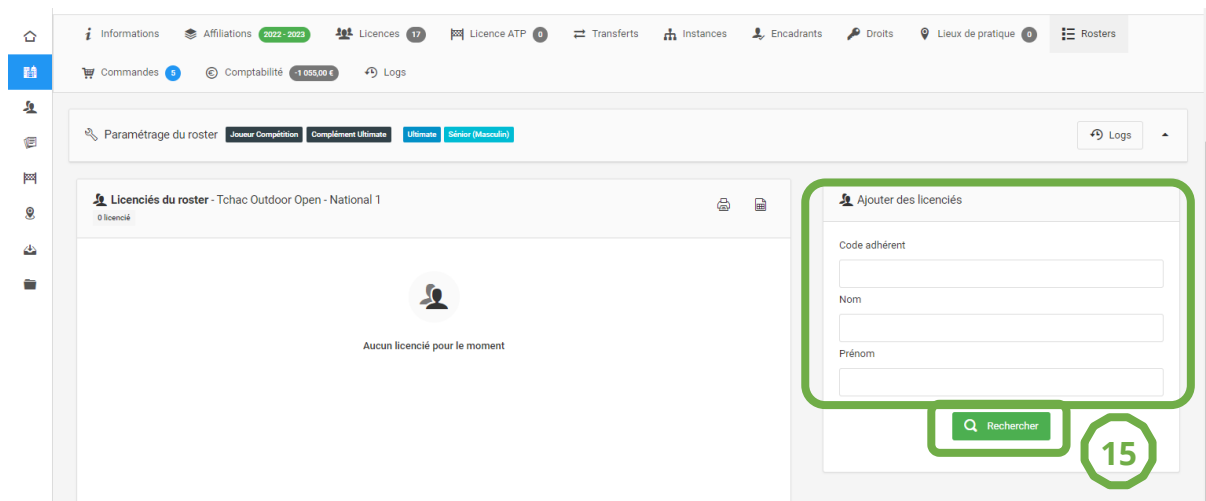 Informations Affiliations 2022 - 2023 Licences 17 Licence ATP 0 Transferts Instances Encadrants Droits Lieux de pratique 0 Rosters
Commandes 5 Comptabilité -1 055,00 € Logs
Paramétrage du roster Joueur Compétition Complément Ultimate Ultimate Sénior (Masculin) Logs
Licenciés du roster - Tchac Outdoor Open - National 1
0 licencié
Aucun licencié pour le moment
Ajouter des licenciés
Code adhérent
Nom
Prénom
Rechercher
15